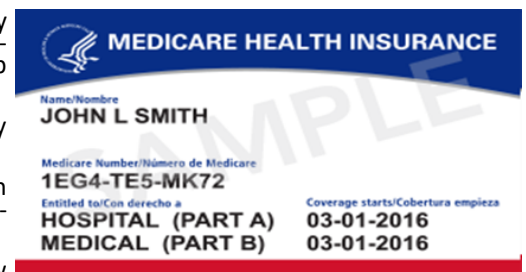 MEDICARE HEALTH INSURANCE
Name/Nombre
JOHN L SMITH
SAMPLE
Medicare Number/Número de Medicare
1EG4-TE5-MK72
Entitled to/Con derecho a
Coverage starts/Cobertura empieza
HOSPITAL (PART A) 03-01-2016
MEDICAL (PART B) 03-01-2016